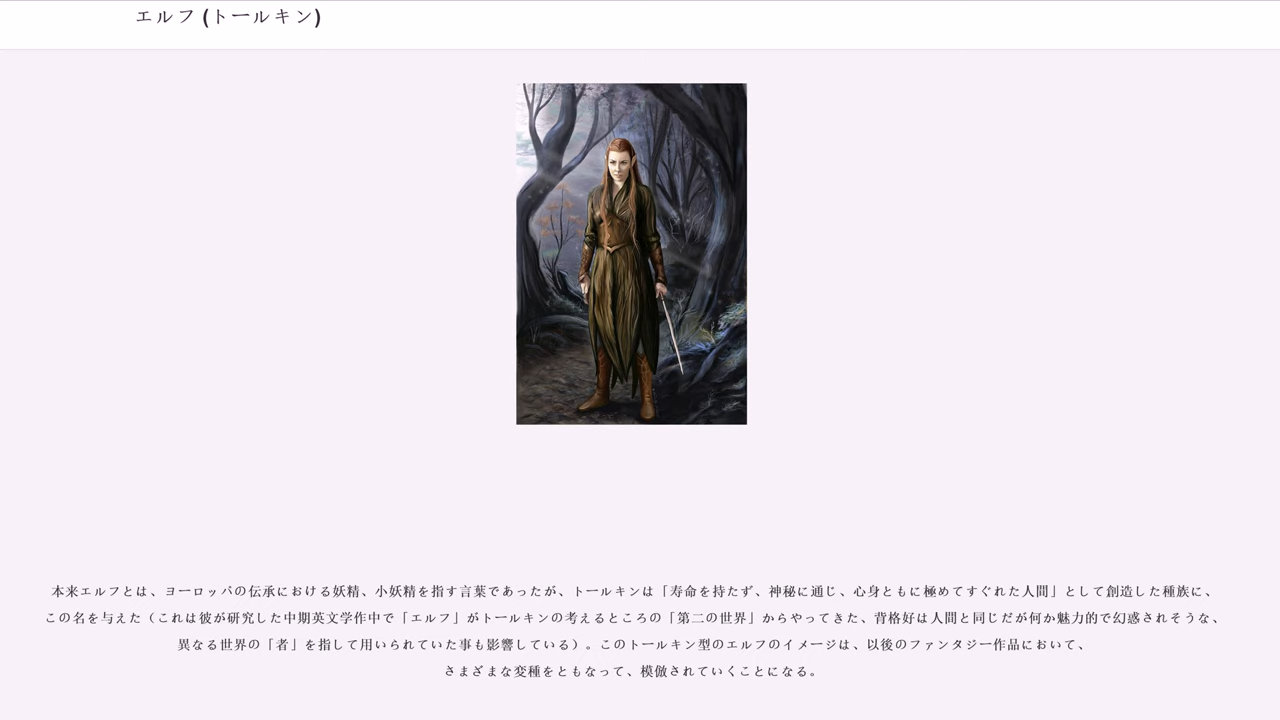 エルフ (トールキン)
本来エルフとは、ヨーロッパの伝承における妖精、小妖精を指す言葉であったが、トールキンは「寿命を持たず、神秘に通じ、心身ともに極めてすぐれた人間」として創造した種族に、
この名を与えた（これは彼が研究した中期英文学作中で「エルフ」がトールキンの考えるところの「第二の世界」からやってきた、背格好は人間と同じだが何か魅力的で幻惑されそうな、
異なる世界の「者」を指して用いられていた事も影響している）。このトールキン型のエルフのイメージは、以後のファンタジー作品において、
さまざまな変種をともなって、模倣されていくことになる。